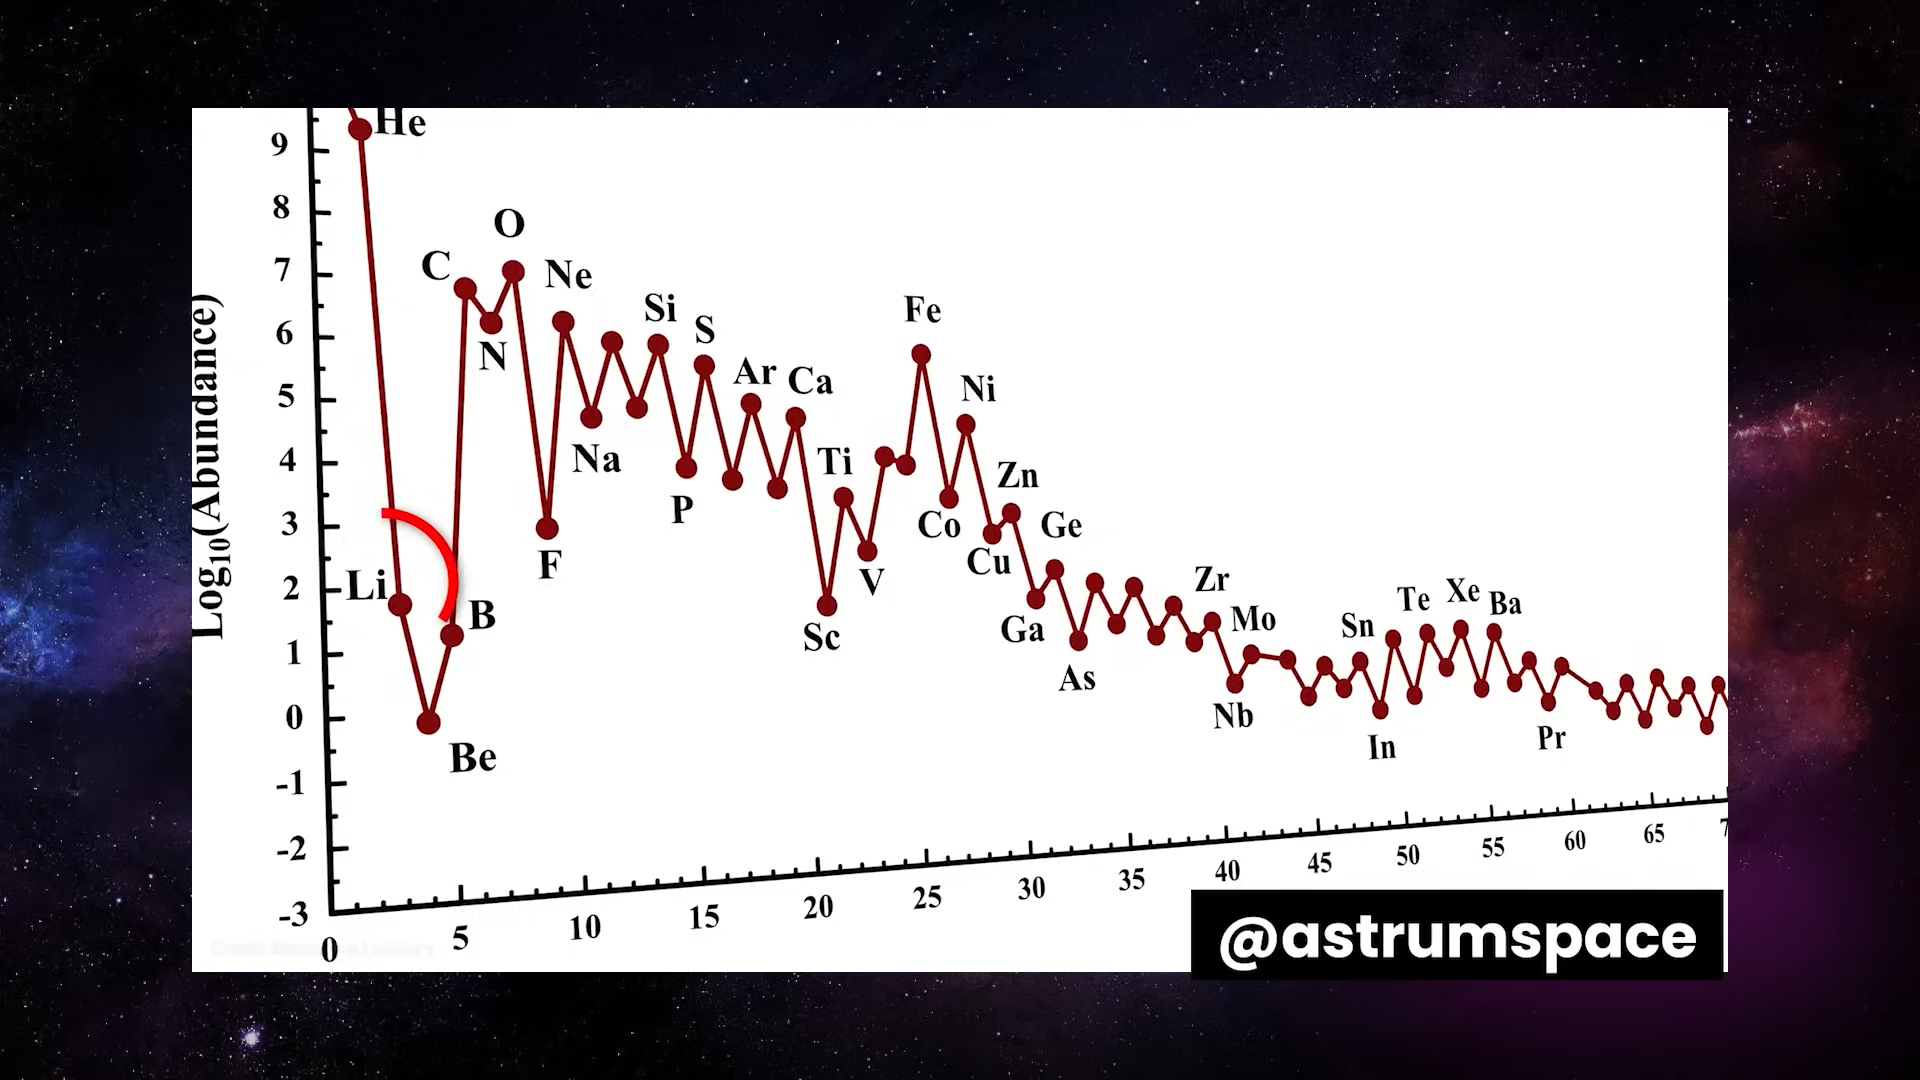 He
9
8
7
6
5
4
3
2
1
0
-1
-2
-3
Log10(Abundance)
O
C
Ne
N
Si
S
Fe
Ar
Ca
Ni
Na
Ti
Zn
P
Co
Ge
F
Cu
V
Li
B
Zr
Te
Xe
Ba
Mo
Sn
Ga
Sc
As
Nb
In
Pr
Be
0
5
10
15
20
25
30
35
40
45
50
55
60
65
@astrumspace